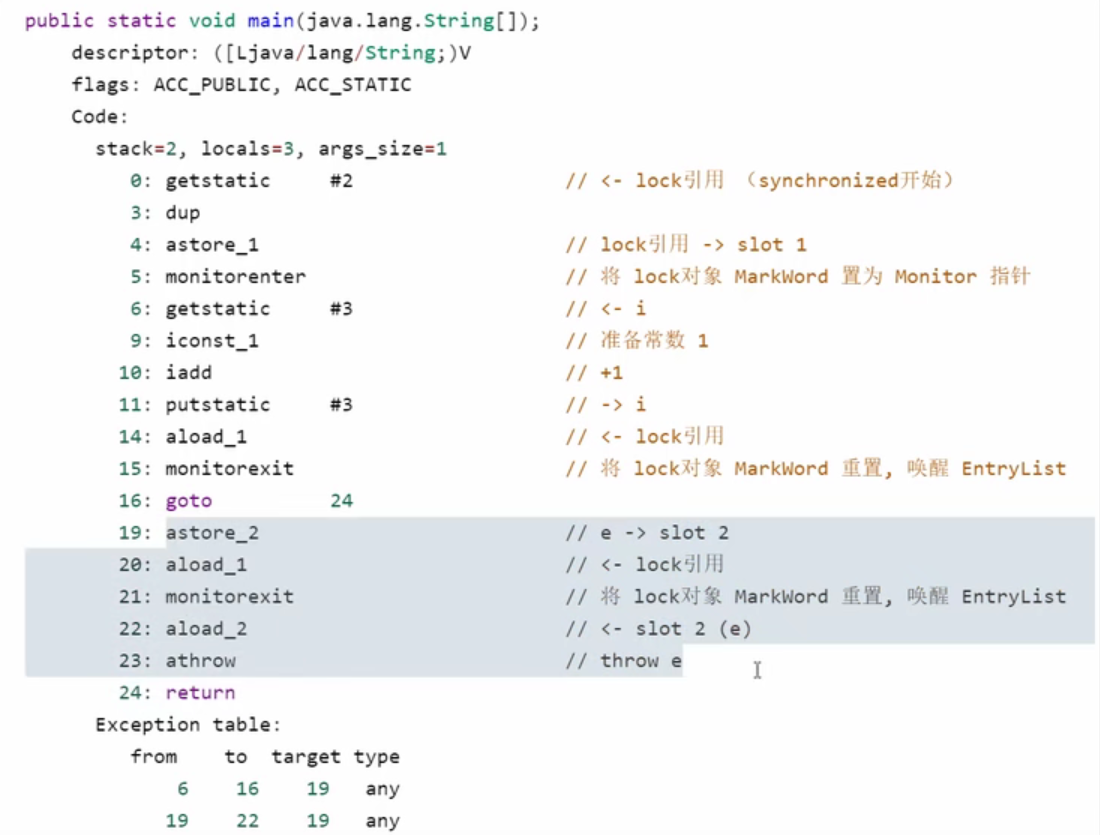 public static void main(java.lang.String[]);
descriptor: ([Ljava/lang/String;)V
flags: ACC_PUBLIC, ACC_STATIC
Code:
stack=2, locals=3, args_size=1
0: getstatic #2 // <- lock引用 （synchronized开始）
3: dup
4: astore_1 // lock引用 -> slot 1
5: monitorenter // 将 lock对象 MarkWord 置为 Monitor 指针
6: getstatic #3 // <- i
9: iconst_1 // 准备常数 1
10: iadd // +1
11: putstatic #3 // -> i
14: aload_1 // <- lock引用
15: monitorexit // 将 lock对象 MarkWord 重置, 唤醒 EntryList
16: goto 24
19: astore_2 // e -> slot 2
20: aload_1 // <- lock引用
21: monitorexit // 将 lock对象 MarkWord 重置, 唤醒 EntryList
22: aload_2 // <- slot 2 (e)
23: athrow // throw e
24: return
Exception table:
from to target type
6 16 19 any
19 22 19 any